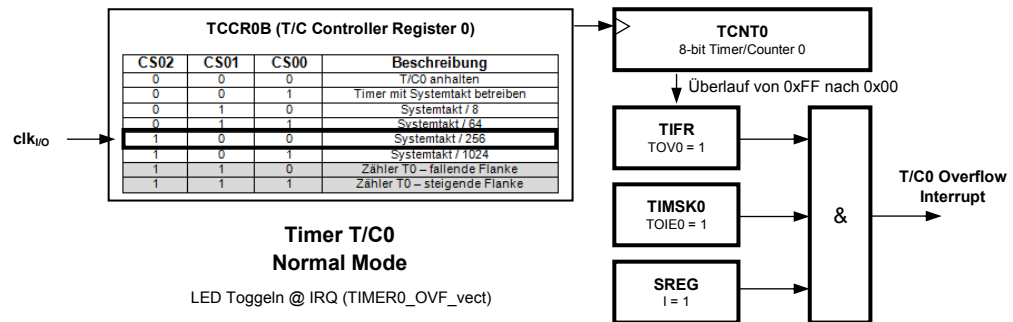 TCCR0B (T/C Controller Register 0)
CS02 CS01 CS00 Beschreibung
0 0 0 T/C0 anhalten
0 0 1 Timer mit Systemtakt betreiben
0 1 0 Systemtakt / 8
0 1 1 Systemtakt / 64
1 0 0 Systemtakt / 256
1 0 1 Systemtakt / 1024
1 1 0 Zähler T0 – fallende Flanke
1 1 1 Zähler T0 – steigende Flanke
clkI/O
Timer T/C0
Normal Mode
LED Toggeln @ IRQ (TIMER0_OVF_vect)
TCNT0
8-bit Timer/Counter 0
Überlauf von 0xFF nach 0x00
TIFR
TOV0 = 1
TIMSK0
TOIE0 = 1
SREG
I = 1
&
T/C0 Overflow
Interrupt